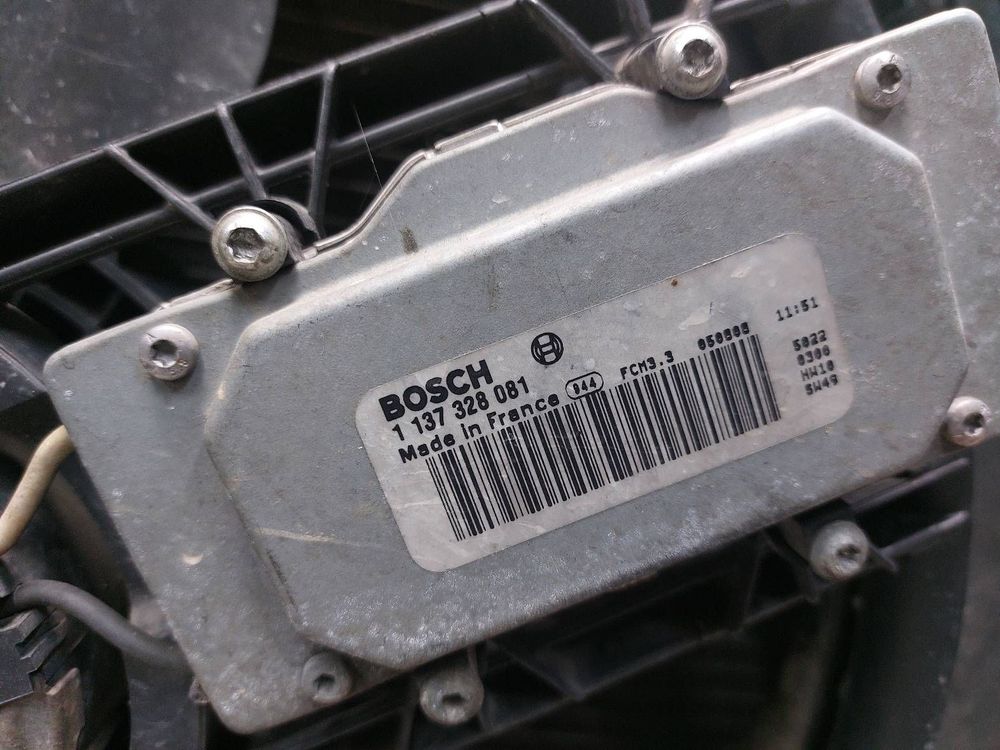 BOSCH
1 137 328 081
Made in France 944 FCM3.3 050808 11:51
5022
0300
HW10
SW49